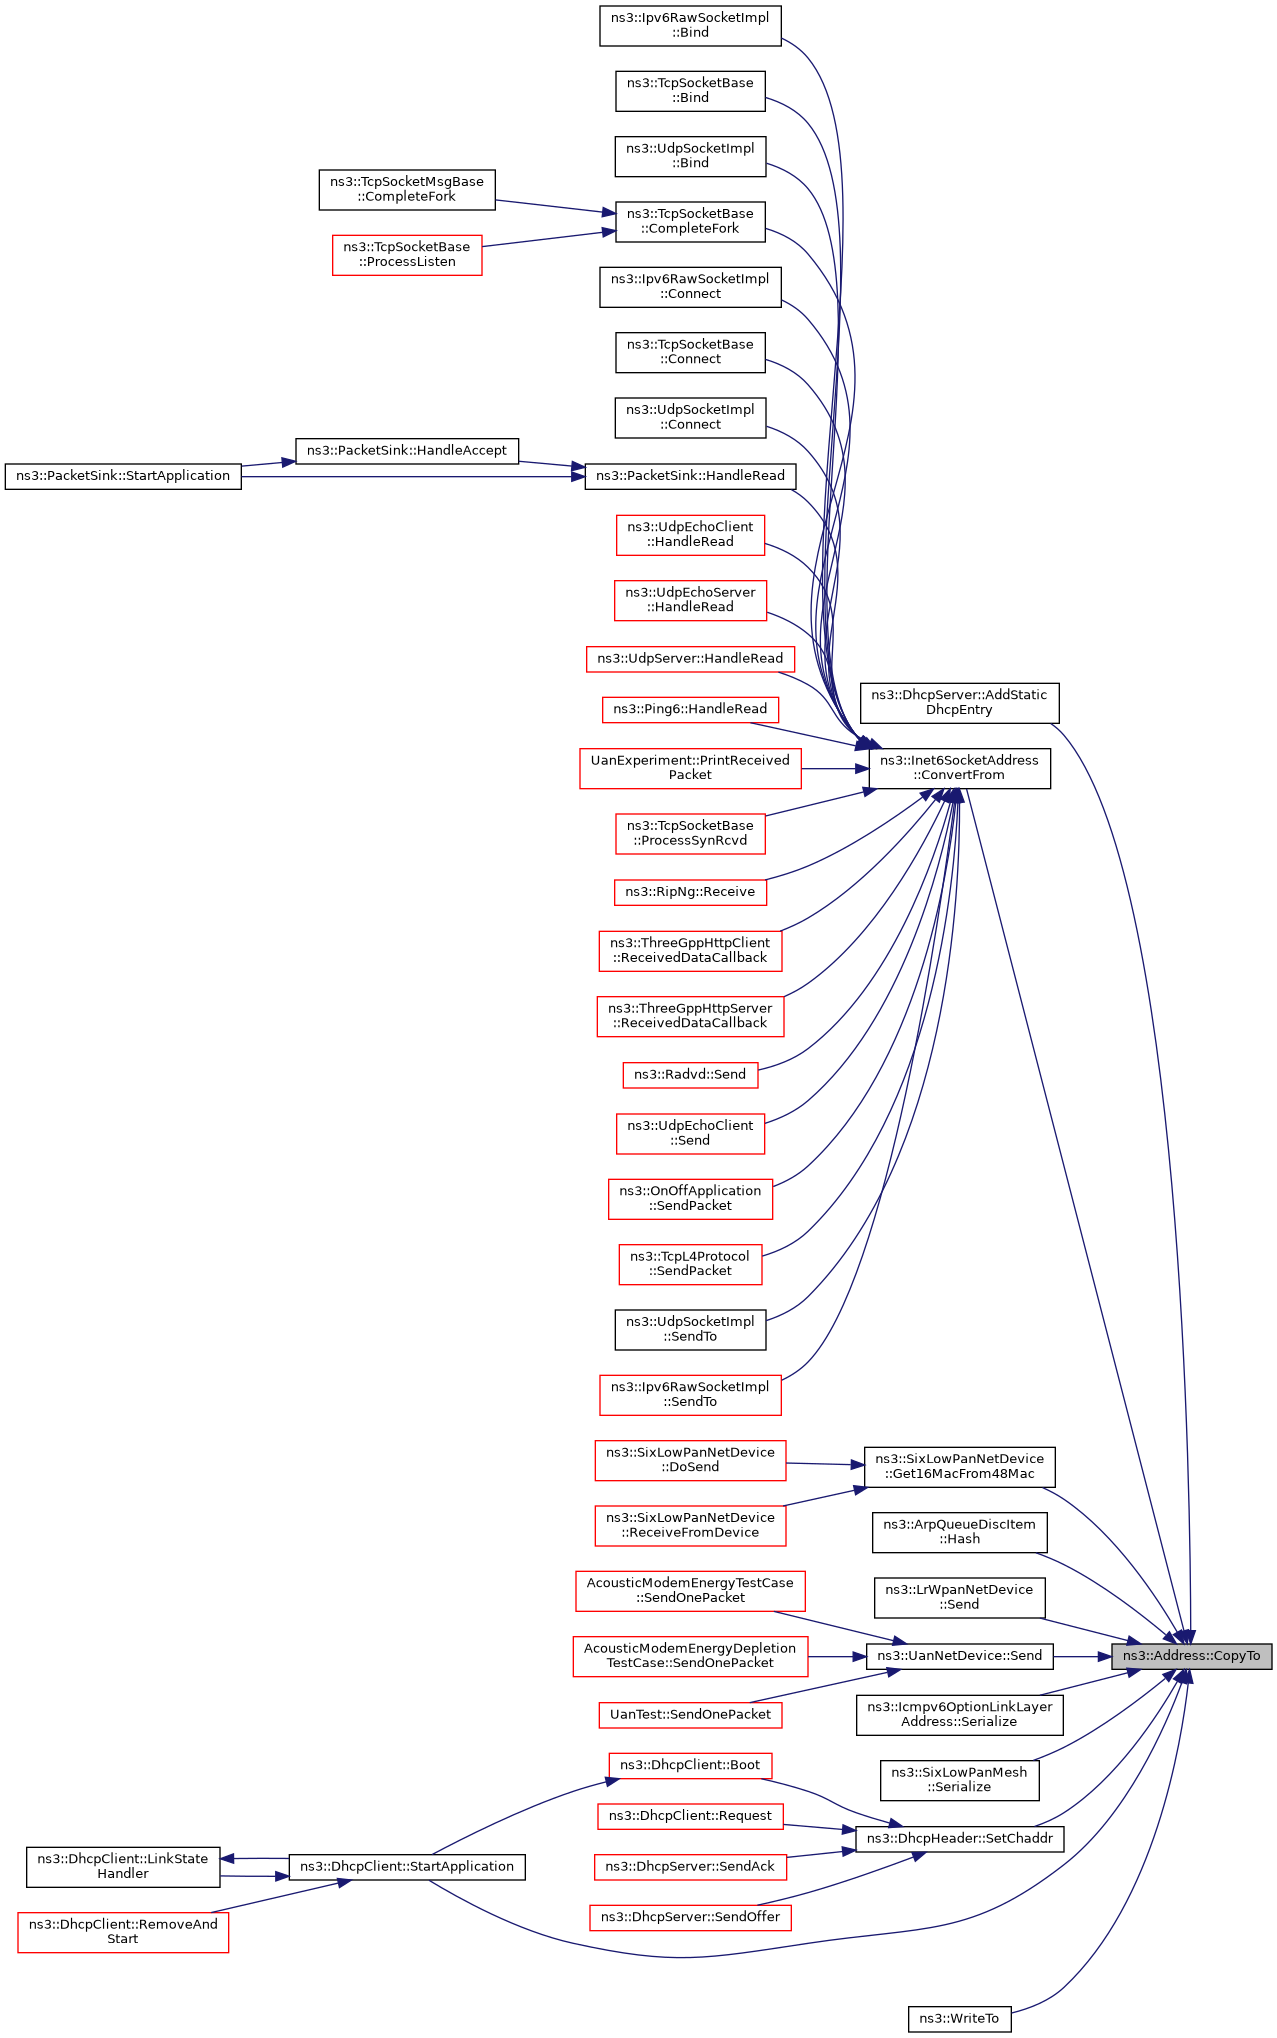 ns3::Ipv6RawSocketImpl
::Bind
ns3::TcpSocketBase
::Bind
ns3::UdpSocketImpl
::Bind
ns3::TcpSocketMsgBase
::CompleteFork
ns3::TcpSocketBase
::CompleteFork
ns3::TcpSocketBase
::ProcessListen
ns3::Ipv6RawSocketImpl
::Connect
ns3::TcpSocketBase
::Connect
ns3::UdpSocketImpl
::Connect
ns3::PacketSink::HandleAccept
ns3::PacketSink::StartApplication
ns3::PacketSink::HandleRead
ns3::UdpEchoClient
::HandleRead
ns3::UdpEchoServer
::HandleRead
ns3::UdpServer::HandleRead
ns3::DhcpServer::AddStatic
DhcpEntry
ns3::Ping6::HandleRead
UanExperiment::PrintReceived
Packet
ns3::Inet6SocketAddress
::ConvertFrom
ns3::TcpSocketBase
::ProcessSynRcvd
ns3::RipNg::Receive
ns3::ThreeGppHttpClient
::ReceivedDataCallback
ns3::ThreeGppHttpServer
::ReceivedDataCallback
ns3::Radvd::Send
ns3::UdpEchoClient
::Send
ns3::OnOffApplication
::SendPacket
ns3::TcpL4Protocol
::SendPacket
ns3::UdpSocketImpl
::SendTo
ns3::Ipv6RawSocketImpl
::SendTo
ns3::SixLowPanNetDevice
::DoSend
ns3::SixLowPanNetDevice
::Get16MacFrom48Mac
ns3::SixLowPanNetDevice
::ReceiveFromDevice
ns3::ArpQueueDiscItem
::Hash
AcousticModemEnergyTestCase
::SendOnePacket
ns3::LrWpanNetDevice
::Send
AcousticModemEnergyDepletion
TestCase::SendOnePacket
ns3::UanNetDevice::Send
ns3::Address::CopyTo
UanTest::SendOnePacket
ns3::Icmpv6OptionLinkLayer
Address::Serialize
ns3::DhcpClient::Boot
ns3::SixLowPanMesh
::Serialize
ns3::DhcpClient::Request
ns3::DhcpHeader::SetChaddr
ns3::DhcpClient::LinkState
Handler
ns3::DhcpClient::StartApplication
ns3::DhcpServer::SendAck
ns3::DhcpServer::SendOffer
ns3::DhcpClient::RemoveAnd
Start
ns3::WriteTo